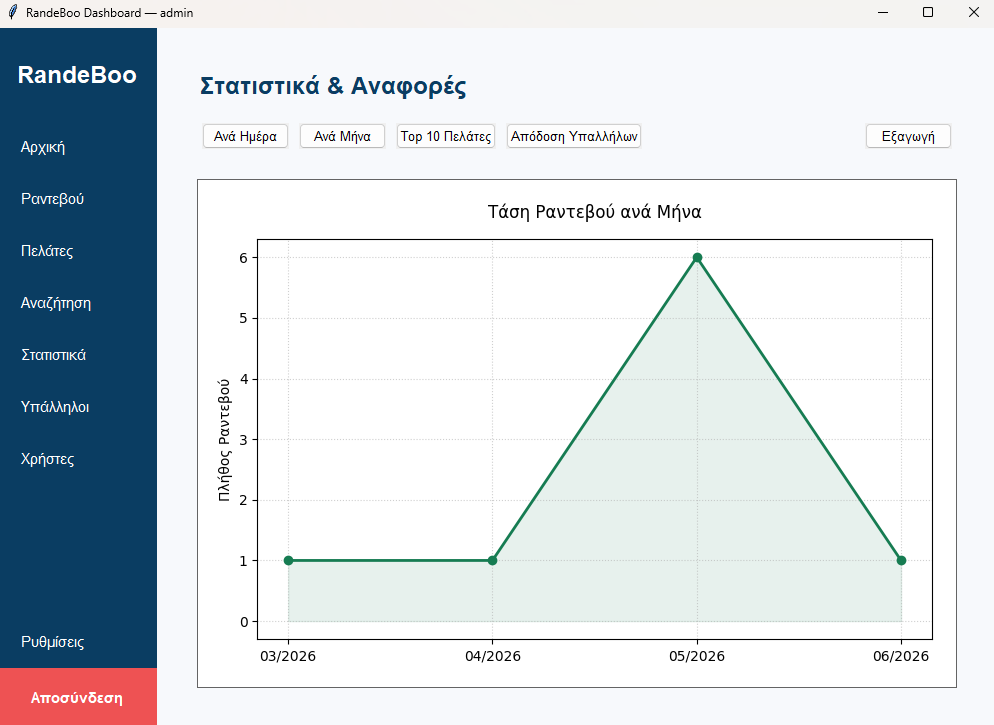 RandeBoo Dashboard — admin
RandeBoo
Αρχική
Ραντεβού
Πελάτες
Αναζήτηση
Στατιστικά
Υπάλληλοι
Χρήστες
Ρυθμίσεις
Αποσύνδεση
Στατιστικά & Αναφορές
Ανά Ημέρα
Ανά Μήνα
Top 10 Πελάτες
Απόδοση Υπαλλήλων
Εξαγωγή
Τάση Ραντεβού ανά Μήνα
Πλήθος Ραντεβού
6
5
4
3
2
1
0
03/2026
04/2026
05/2026
06/2026